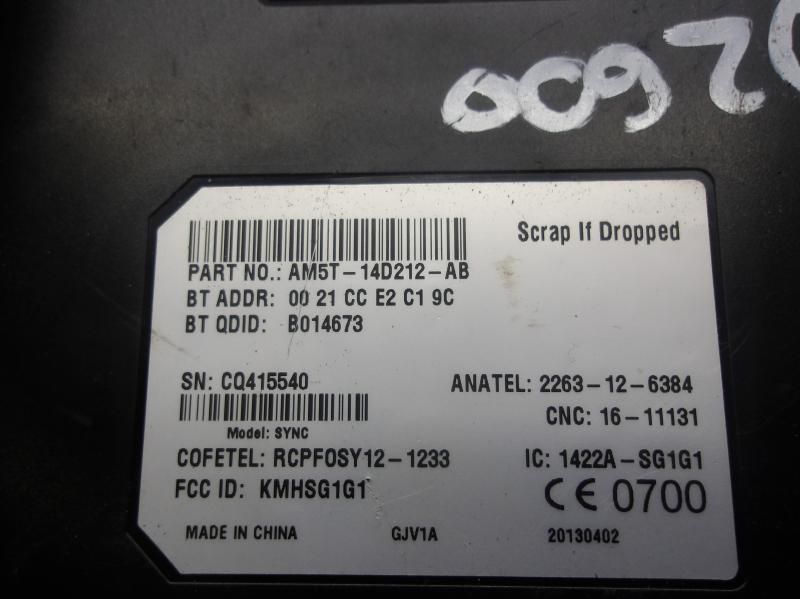 0092
Scrap If Dropped
PART NO.: AM5T-14D212-AB
BT ADDR: 00 21 CC E2 C1 9C
BT QDID: B014673
SN: CQ415540
ANATEL: 2263-12-6384
CNC: 16-11131
Model: SYNC
COFETEL: RCPFOSY12-1233
IC: 1422A-SG1G1
FCC ID: KMHSG1G1
CE 0700
MADE IN CHINA
GJV1A
20130402